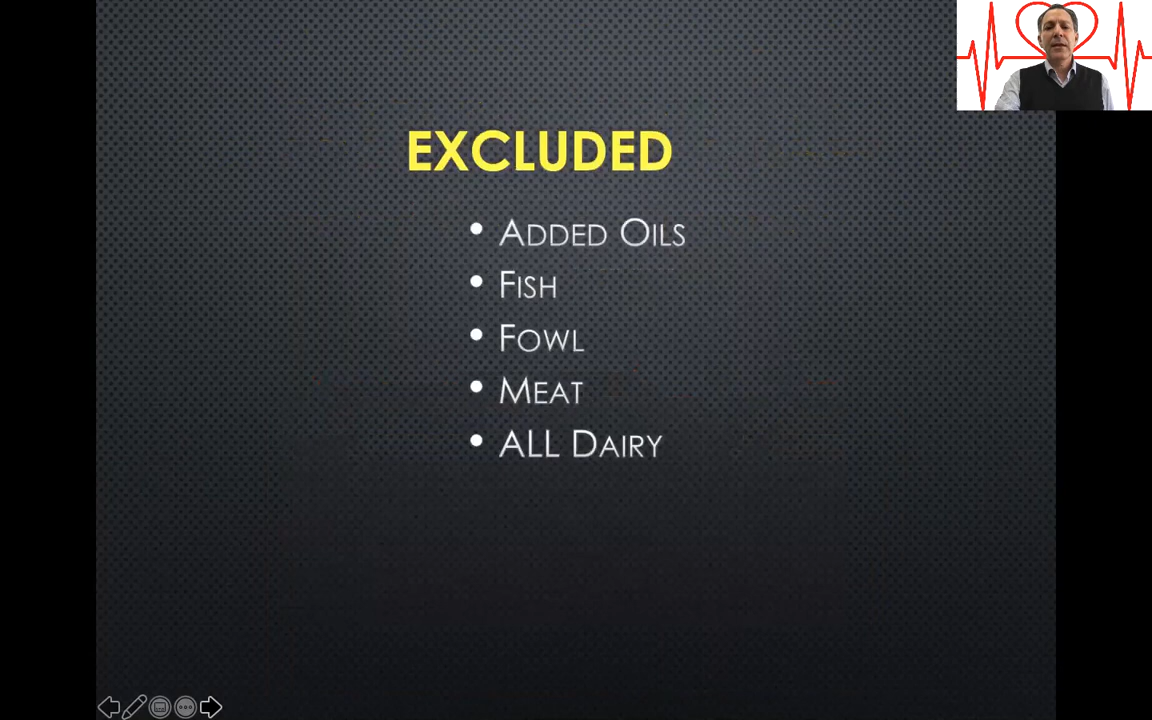 EXCLUDED
• ADDED OILS
• FISH
• FOWL
• MEAT
• ALL DAIRY